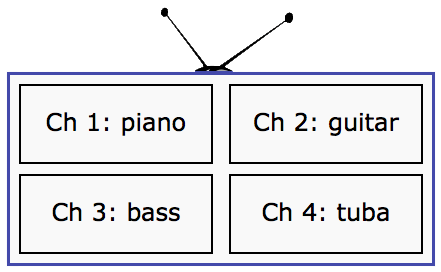 Ch 1: piano
Ch 2: guitar
Ch 3: bass
Ch 4: tuba